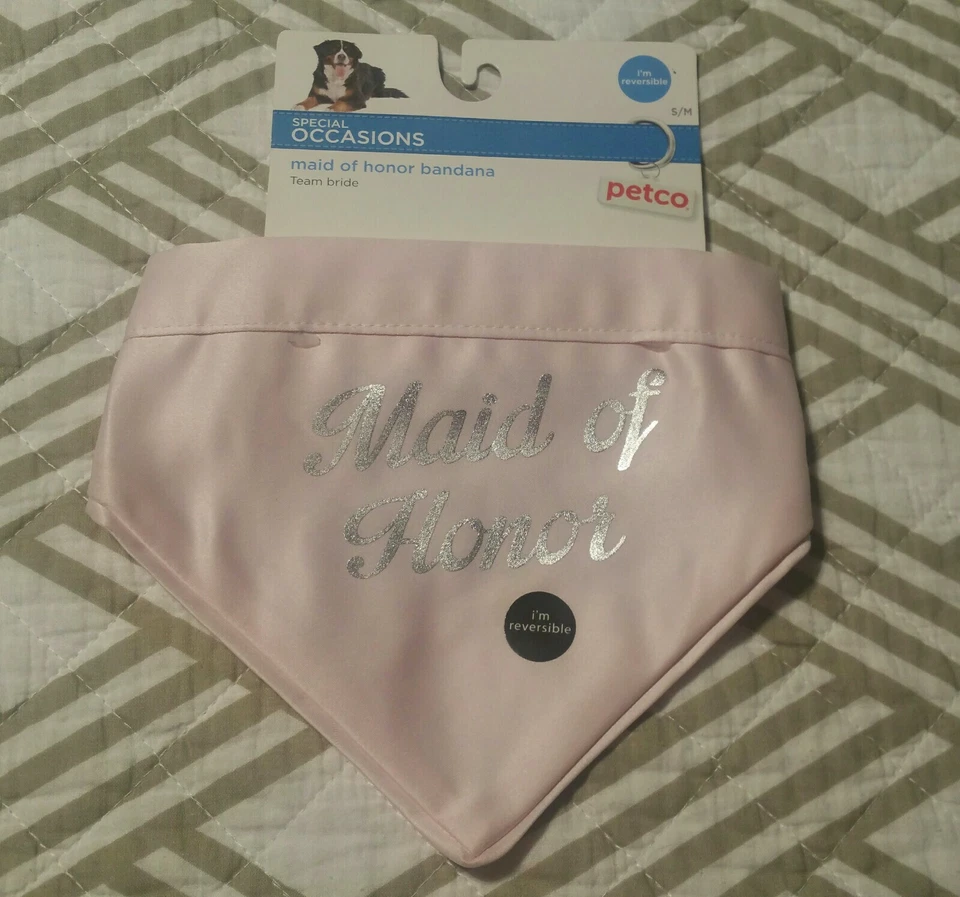 i'm
reversible
S/M
SPECIAL
OCCASIONS
maid of honor bandana
Team bride
petco
Maid of
Honor
i'm
reversible